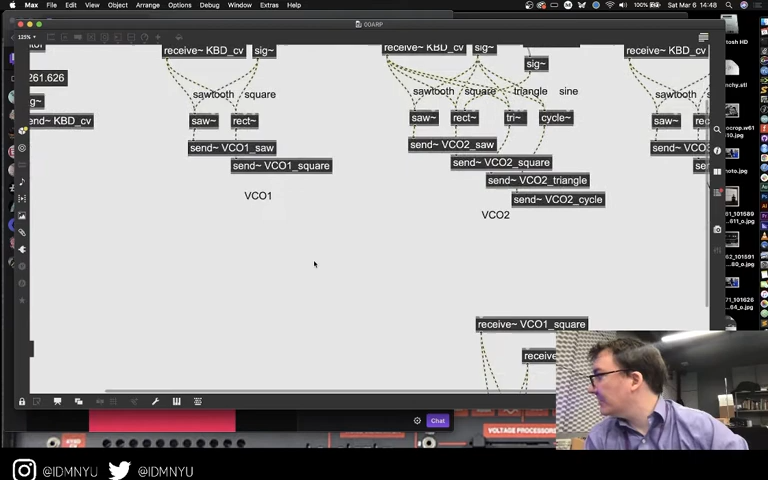 Max File Edit View Object Arrange Options Debug Window Extras Help
100% Sat Mar 6 14:48
00ARP
125%
receive~ KBD_cv sig~ receive~ KBD_cv sig~ receive~ KBD_cv
sig~
261.626
sawtooth square sawtooth square triangle sine sawtooth
saw~ rect~ saw~ rect~ tri~ cycle~ saw~
send~ VCO1_saw send~ VCO2_saw
send~ VCO1_square send~ VCO2_square
send~ VCO2_triangle
VCO1 send~ VCO2_cycle
VCO2
receive~ VCO1_square
Chat
VOLTAGE PROCESSORS
@IDMNYU @IDMNYU